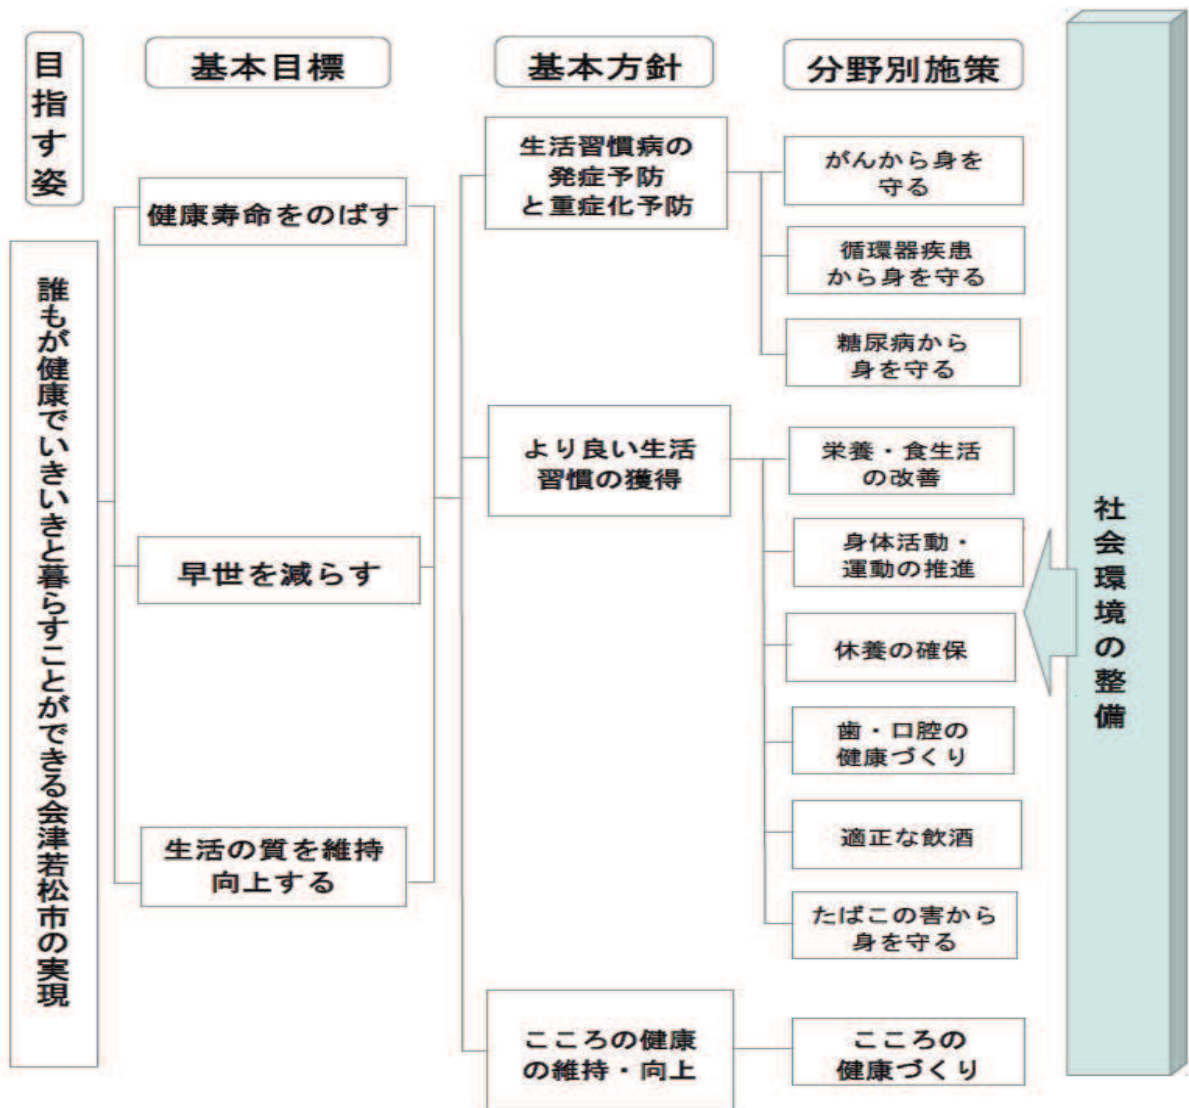 目指す姿
基本目標
基本方針
分野別施策
誰もが健康でいきいきと暮らすことができる会津若松市の実現
健康寿命をのばす
早世を減らす
生活の質を維持
向上する
生活習慣病の
発症予防
と重症化予防
がんから身を
守る
循環器疾患
から身を守る
糖尿病から
身を守る
より良い生活
習慣の獲得
栄養・食生活
の改善
身体活動・
運動の推進
休養の確保
歯・口腔の
健康づくり
適正な飲酒
たばこの害から
身を守る
こころの健康
の維持・向上
こころの
健康づくり
社会環境の整備